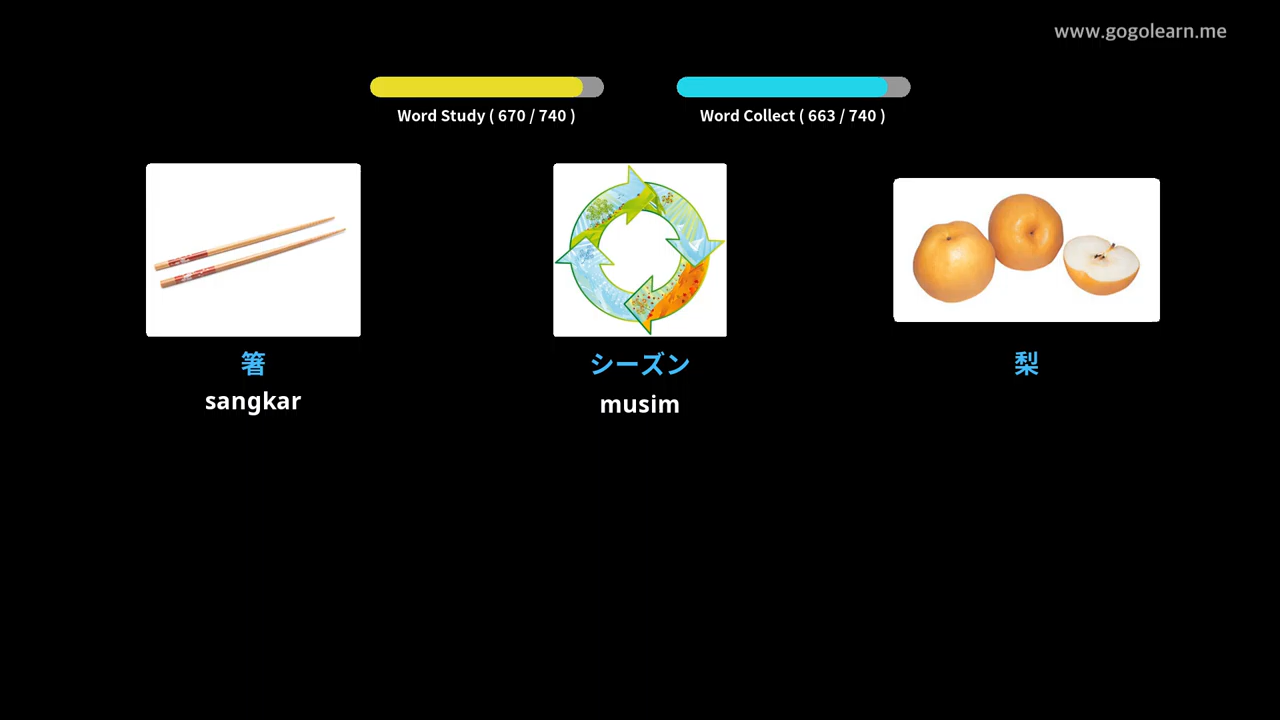 www.gogolearn.me
Word Study ( 670 / 740 )
Word Collect ( 663 / 740 )
箸
シーズン
梨
sangkar
musim